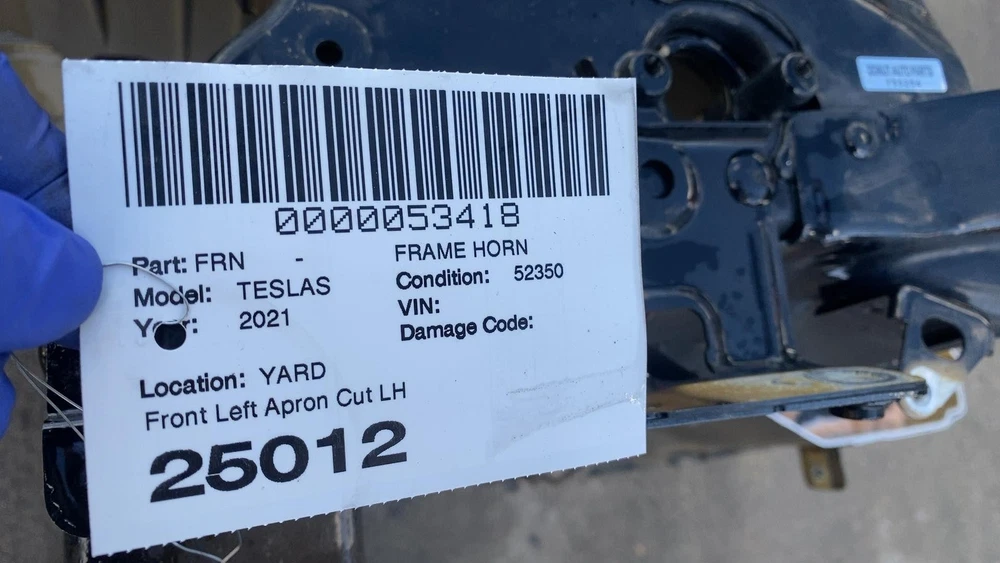 0000053418
Part: FRN - FRAME HORN
Model: TESLAS Condition: 52350
Year: 2021 VIN:
Damage Code:
Location: YARD
Front Left Apron Cut LH
25012